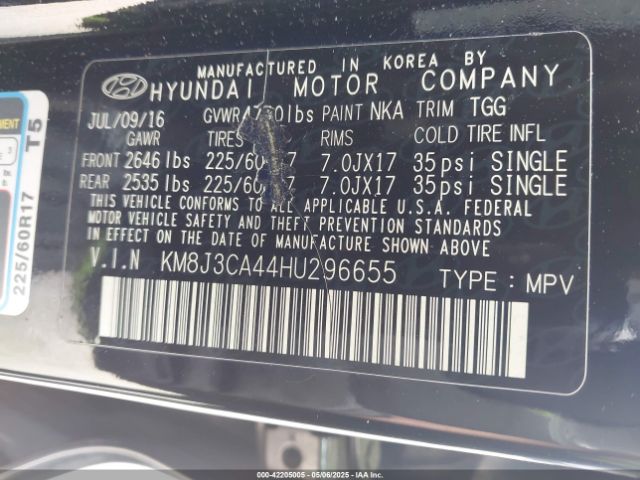 MANUFACTURED IN KOREA BY
HYUNDAI MOTOR COMPANY
JUL/09/16 PAINT NKA TRIM TGG
GAWR TIRES RIMS COLD TIRE INFL
FRONT 2646 lbs 7.0JX17 35psi SINGLE
REAR 2535 lbs 7.0JX17 35psi SINGLE
THIS VEHICLE CONFORMS TO ALL APPLICABLE U.S.A. FEDERAL
MOTOR VEHICLE SAFETY AND THEFT PREVENTION STANDARDS
IN EFFECT ON THE DATE OF MANUFACTURE SHOWN ABOVE.
V.I.N KM8J3CA44HU296655 TYPE : MPV
T5
225/60R17
000-42205005 - 05/06/2025 - IAAI.COM